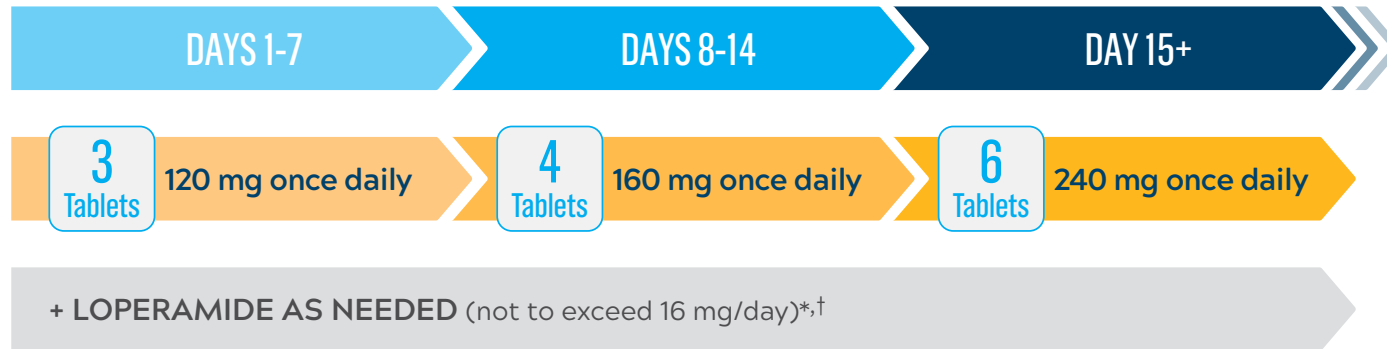 DAYS 1-7
DAYS 8-14
DAY 15+
3
Tablets
120 mg once daily
4
Tablets
160 mg once daily
6
Tablets
240 mg once daily
+ LOPERAMIDE AS NEEDED (not to exceed 16 mg/day)*,†